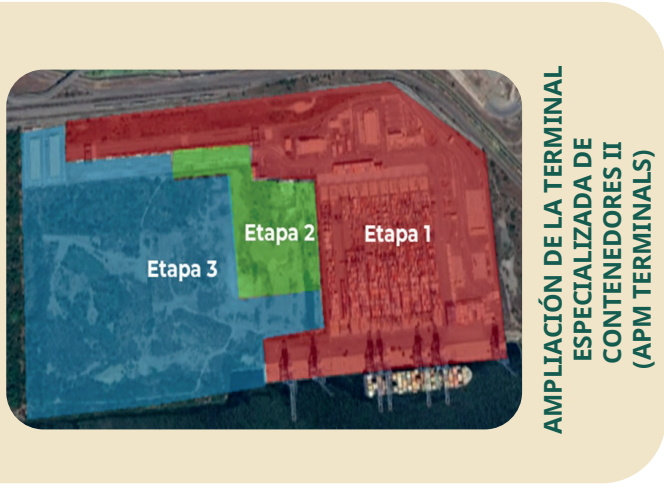 Etapa 3
Etapa 2
Etapa 1
AMPLIACIÓN DE LA TERMINAL
ESPECIALIZADA DE
CONTENEDORES II
(APM TERMINALS)